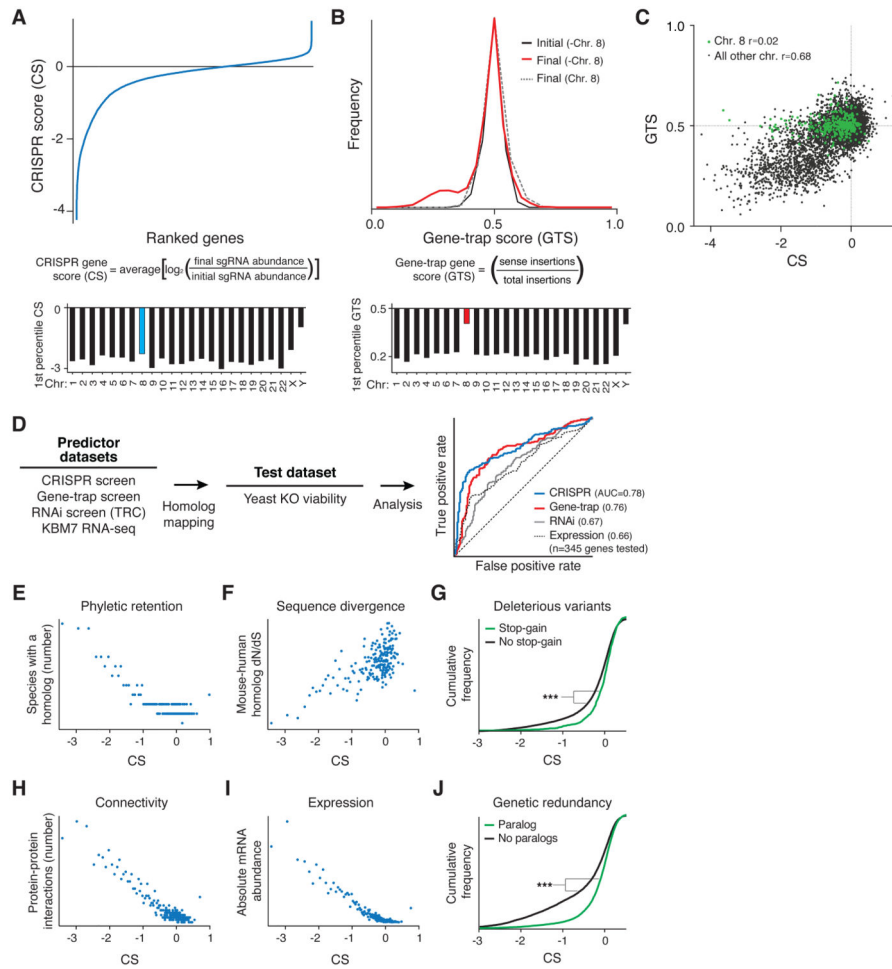 A
CRISPR score (CS)
0
-2
-4
Ranked genes
CRISPR gene score (CS) = average[log2(final sgRNA abundance / initial sgRNA abundance)]
1st percentile CS
0
-3
Chr: 1 2 3 4 5 6 7 8 9 10 11 12 13 14 15 16 17 18 19 20 21 22 X Y
B
Frequency
Initial (-Chr. 8)
Final (-Chr. 8)
Final (Chr. 8)
0.0 0.5 1.0
Gene-trap score (GTS)
Gene-trap gene score (GTS) = (sense insertions / total insertions)
1st percentile GTS
0.5
0.2
Chr: 1 2 3 4 5 6 7 8 9 10 11 12 13 14 15 16 17 18 19 20 21 22 X Y
C
Chr. 8 r=0.02
All other chr. r=0.68
GTS
1.0
0.5
0.0
-4 -2 0
CS
D
Predictor
datasets
CRISPR screen
Gene-trap screen
RNAi screen (TRC)
KBM7 RNA-seq
Homolog
mapping
Test dataset
Yeast KO viability
Analysis
True positive rate
CRISPR (AUC=0.78)
Gene-trap (0.76)
RNAi (0.67)
Expression (0.66)
(n=345 genes tested)
False positive rate
E
Phyletic retention
Species with a
homolog (number)
-3 -2 -1 0 1
CS
F
Sequence divergence
Mouse-human
homolog dN/dS
-3 -2 -1 0 1
CS
G
Deleterious variants
Stop-gain
No stop-gain
Cumulative
frequency
***
-3 -2 -1 0
CS
H
Connectivity
Protein-protein
interactions (number)
-3 -2 -1 0 1
CS
I
Expression
Absolute mRNA
abundance
-3 -2 -1 0 1
CS
J
Genetic redundancy
Paralog
No paralogs
Cumulative
frequency
***
-3 -2 -1 0
CS